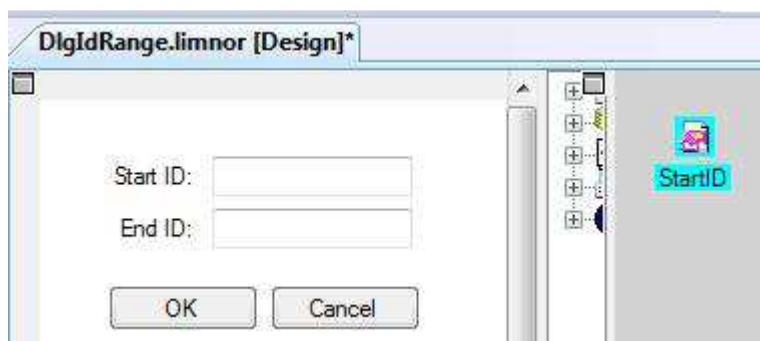 DlgIdRange.limnor [Design]*
Start ID:
StartID
End ID:
OK Cancel